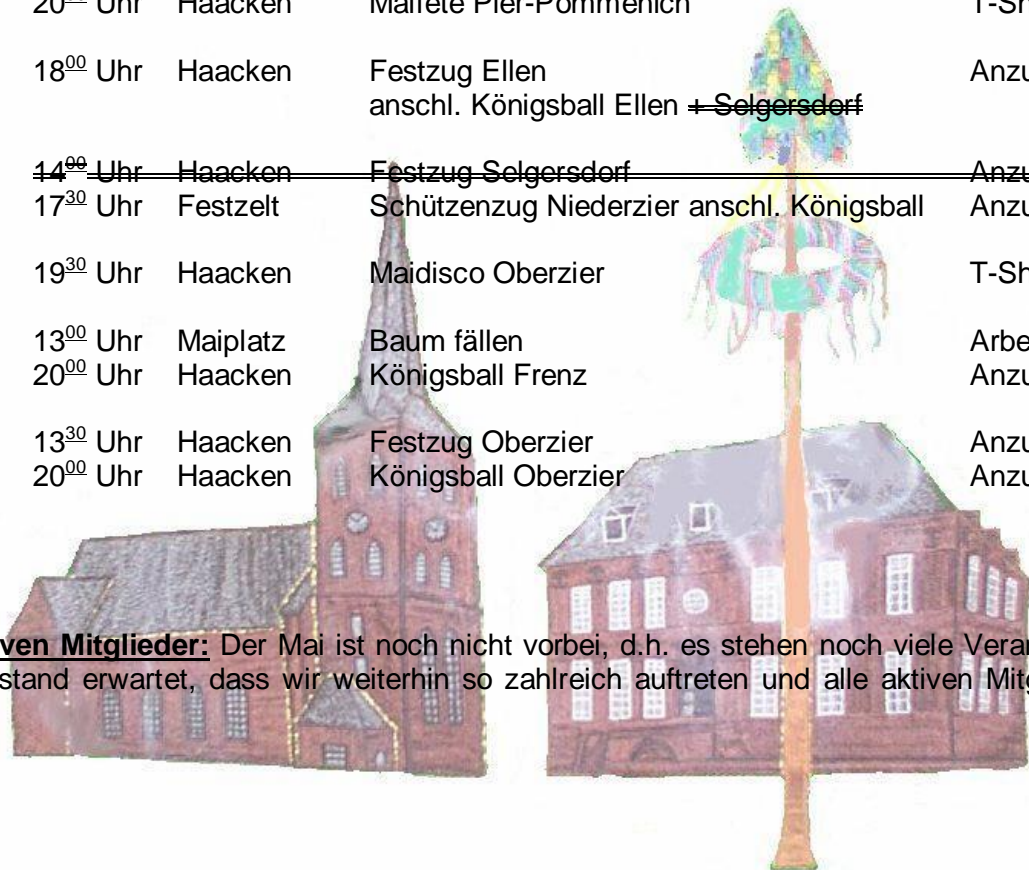 20⁰⁰ Uhr Haacken Maifete Pier-Pommenich T-Sh
18⁰⁰ Uhr Haacken Festzug Ellen Anzu
anschl. Königsball Ellen + Selgersdorf
14⁰⁰ Uhr Haacken Festzug Selgersdorf Anzu
17³⁰ Uhr Festzelt Schützenzug Niederzier anschl. Königsball Anzu
19³⁰ Uhr Haacken Maidisco Oberzier T-Sh
13⁰⁰ Uhr Maiplatz Baum fällen Arbe
20⁰⁰ Uhr Haacken Königsball Frenz Anzu
13³⁰ Uhr Haacken Festzug Oberzier Anzu
20⁰⁰ Uhr Haacken Königsball Oberzier Anzu
ven Mitglieder: Der Mai ist noch nicht vorbei, d.h. es stehen noch viele Veran
stand erwartet, dass wir weiterhin so zahlreich auftreten und alle aktiven Mitg